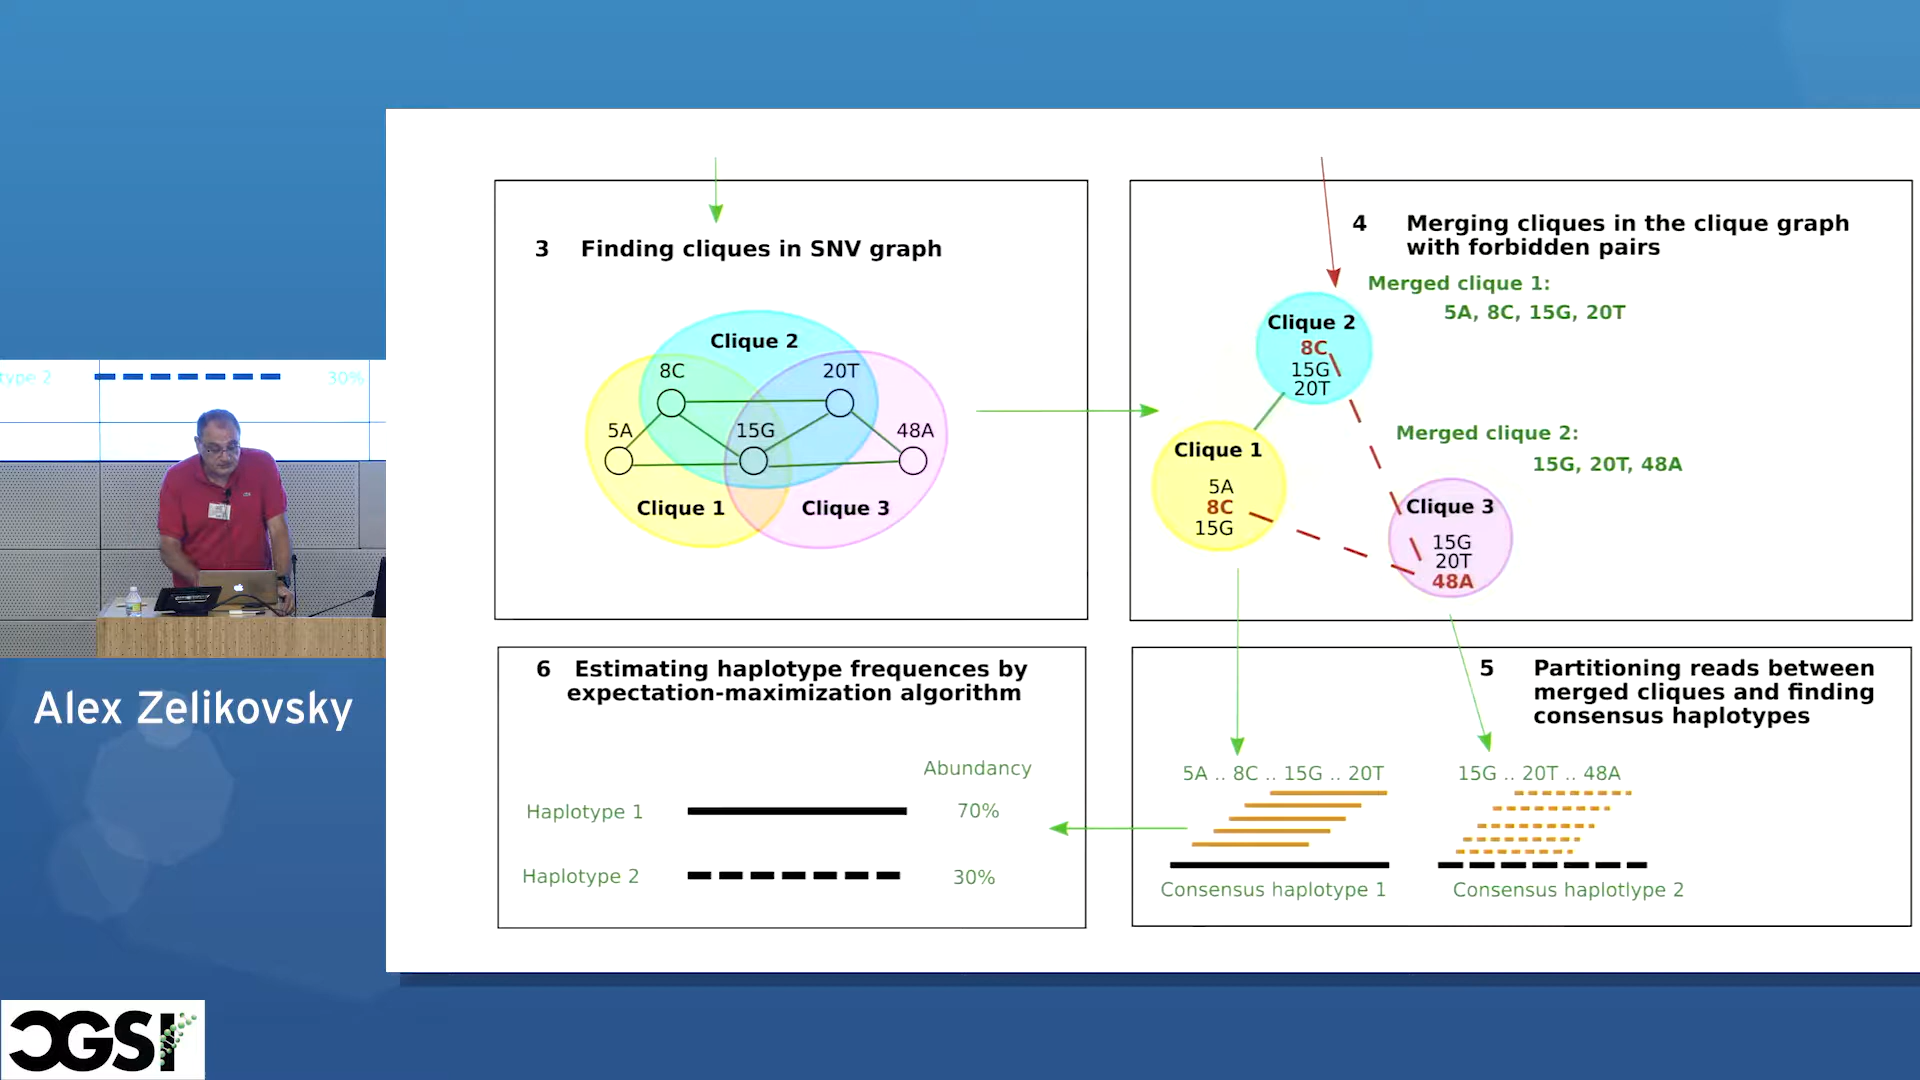 3 Finding cliques in SNV graph
Clique 2
8C
20T
5A
15G
48A
Clique 1
Clique 3
4 Merging cliques in the clique graph
with forbidden pairs
Merged clique 1:
5A, 8C, 15G, 20T
Clique 2
8C
15G
20T
Merged clique 2:
15G, 20T, 48A
Clique 1
5A
8C
15G
Clique 3
15G
20T
48A
6 Estimating haplotype frequences by
expectation-maximization algorithm
Abundancy
Haplotype 1
70%
Haplotype 2
30%
5 Partitioning reads between
merged cliques and finding
consensus haplotypes
5A .. 8C .. 15G .. 20T
15G .. 20T .. 48A
Consensus haplotype 1
Consensus haplotlype 2
type 2
30%
Alex Zelikovsky
CGSI